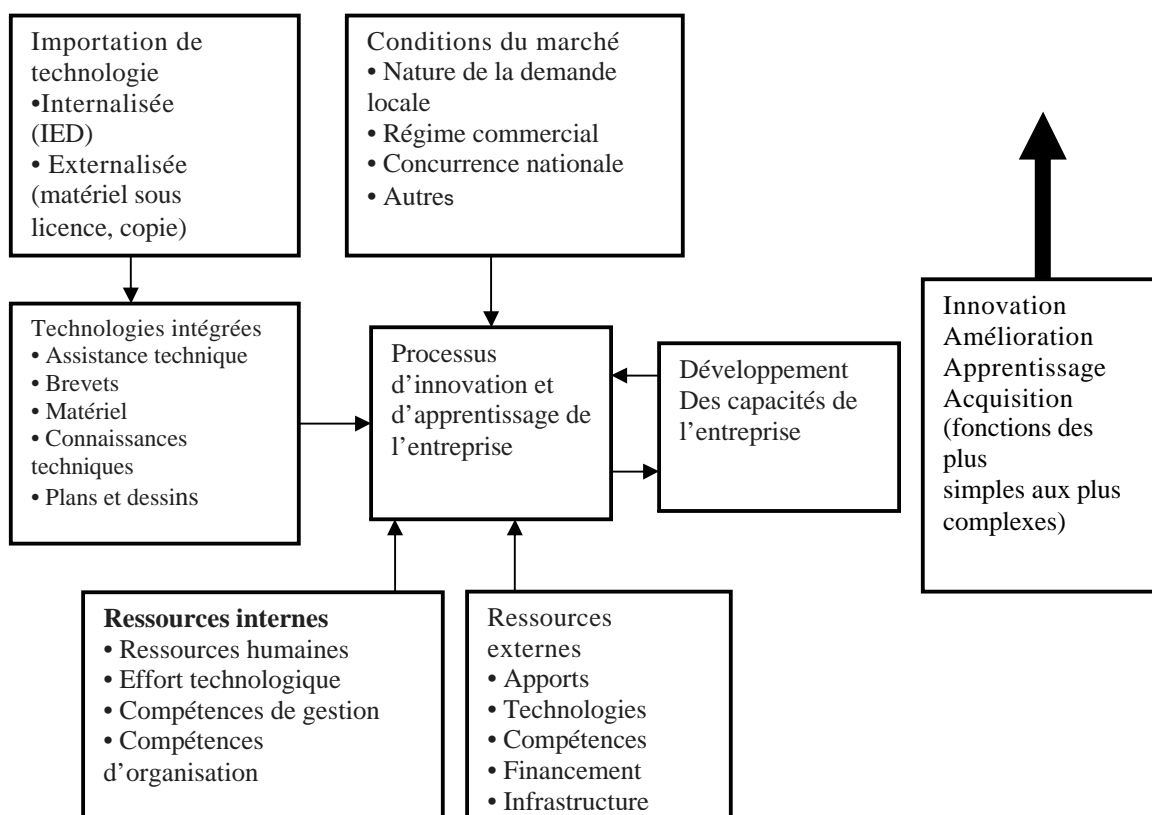 Importation de
technologie
•Internalisée
(IED)
• Externalisée
(matériel sous
licence, copie)
Conditions du marché
• Nature de la demande
locale
• Régime commercial
• Concurrence nationale
• Autres
Technologies intégrées
• Assistance technique
• Brevets
• Matériel
• Connaissances
techniques
• Plans et dessins
Processus
d’innovation et
d’apprentissage de
l’entreprise
Développement
Des capacités de
l’entreprise
Innovation
Amélioration
Apprentissage
Acquisition
(fonctions des
plus
simples aux plus
complexes)
Ressources internes
• Ressources humaines
• Effort technologique
• Compétences de gestion
• Compétences
d’organisation
Ressources
externes
• Apports
• Technologies
• Compétences
• Financement
• Infrastructure